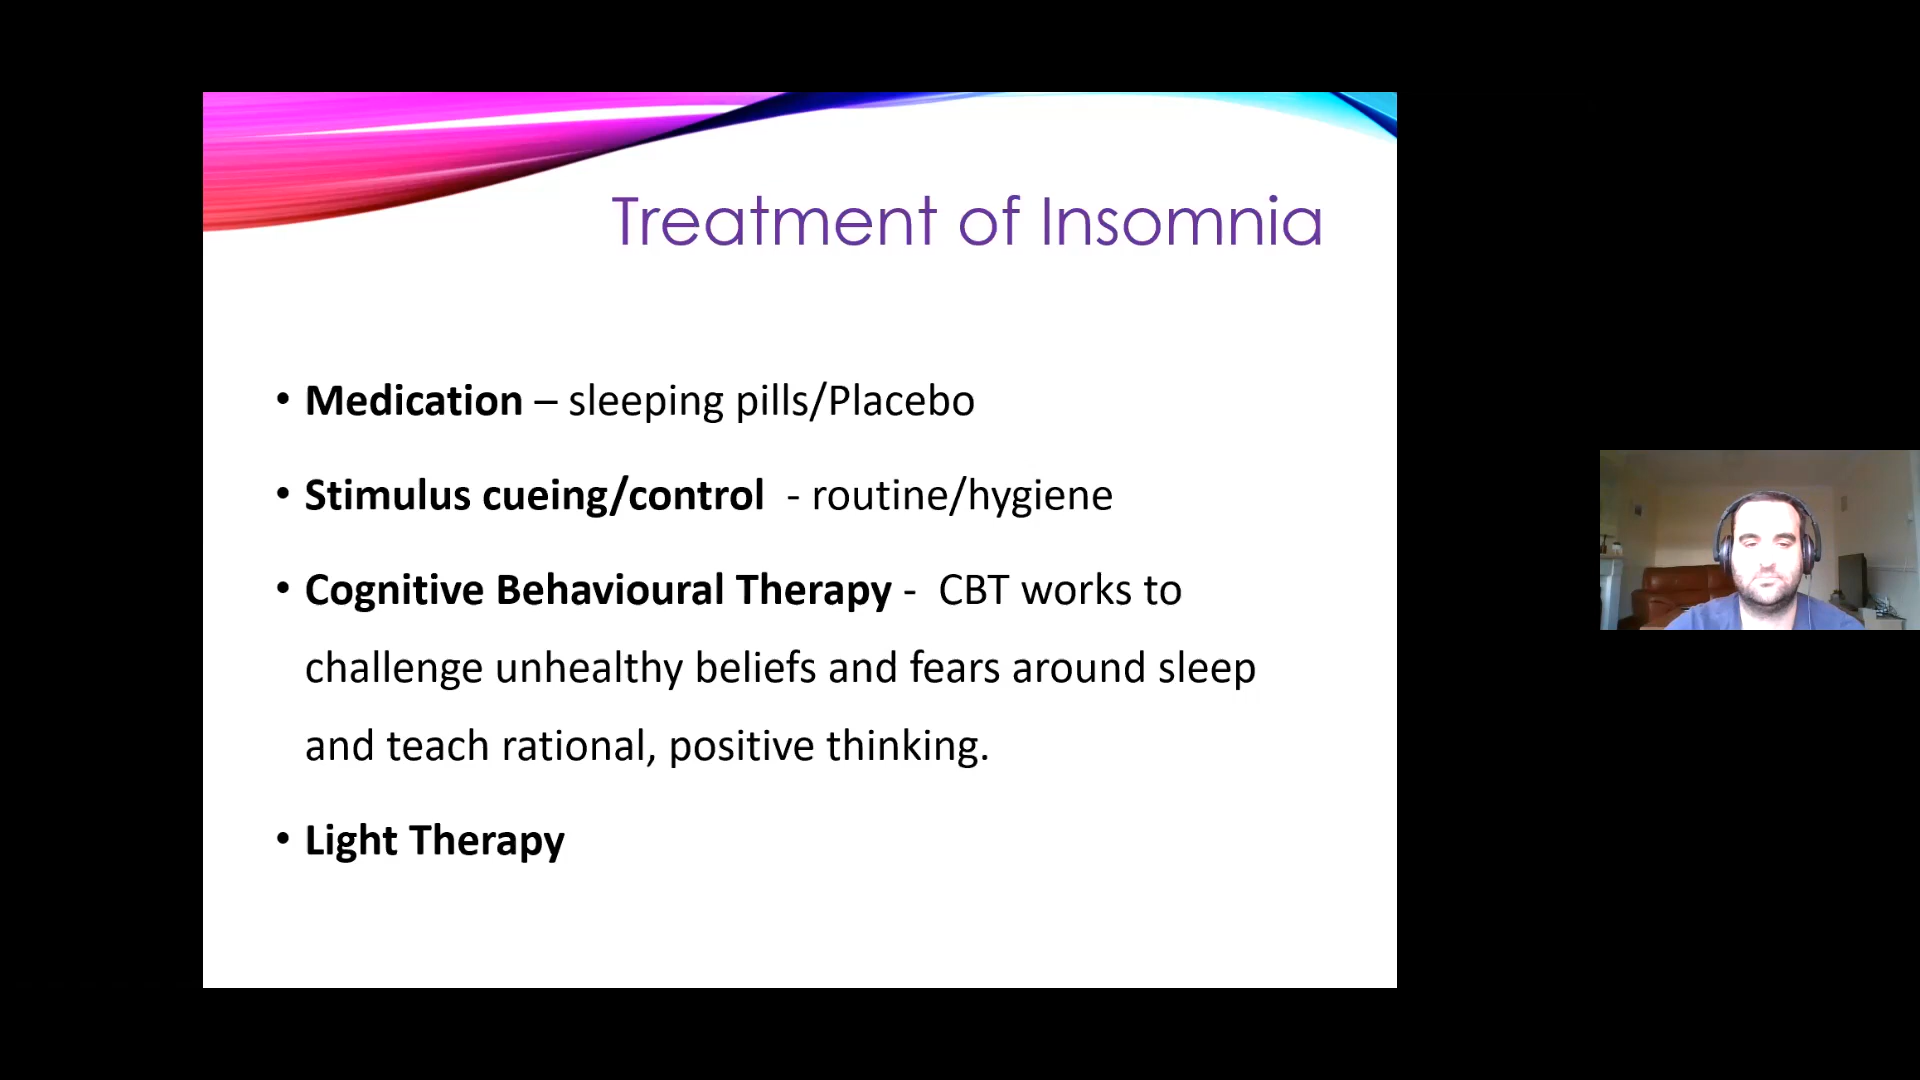 Treatment of Insomnia
• Medication – sleeping pills/Placebo
• Stimulus cueing/control  - routine/hygiene
• Cognitive Behavioural Therapy -  CBT works to
challenge unhealthy beliefs and fears around sleep
and teach rational, positive thinking.
• Light Therapy